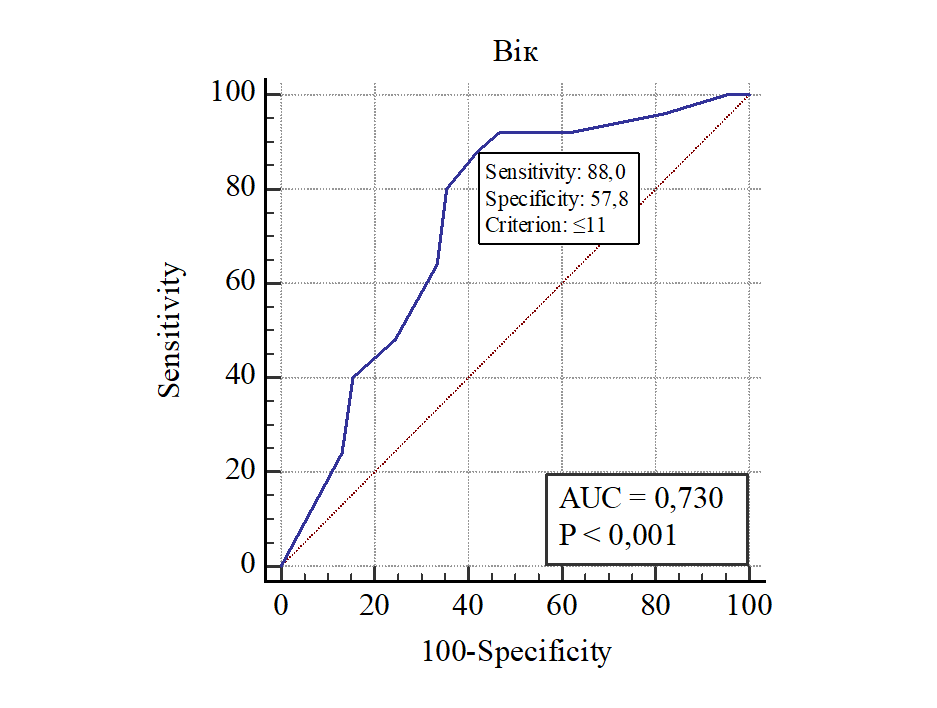 Вік
100
80
60
40
20
0
Sensitivity
Sensitivity: 88,0
Specificity: 57,8
Criterion: ≤11
AUC = 0,730
P < 0,001
0 20 40 60 80 100
100-Specificity